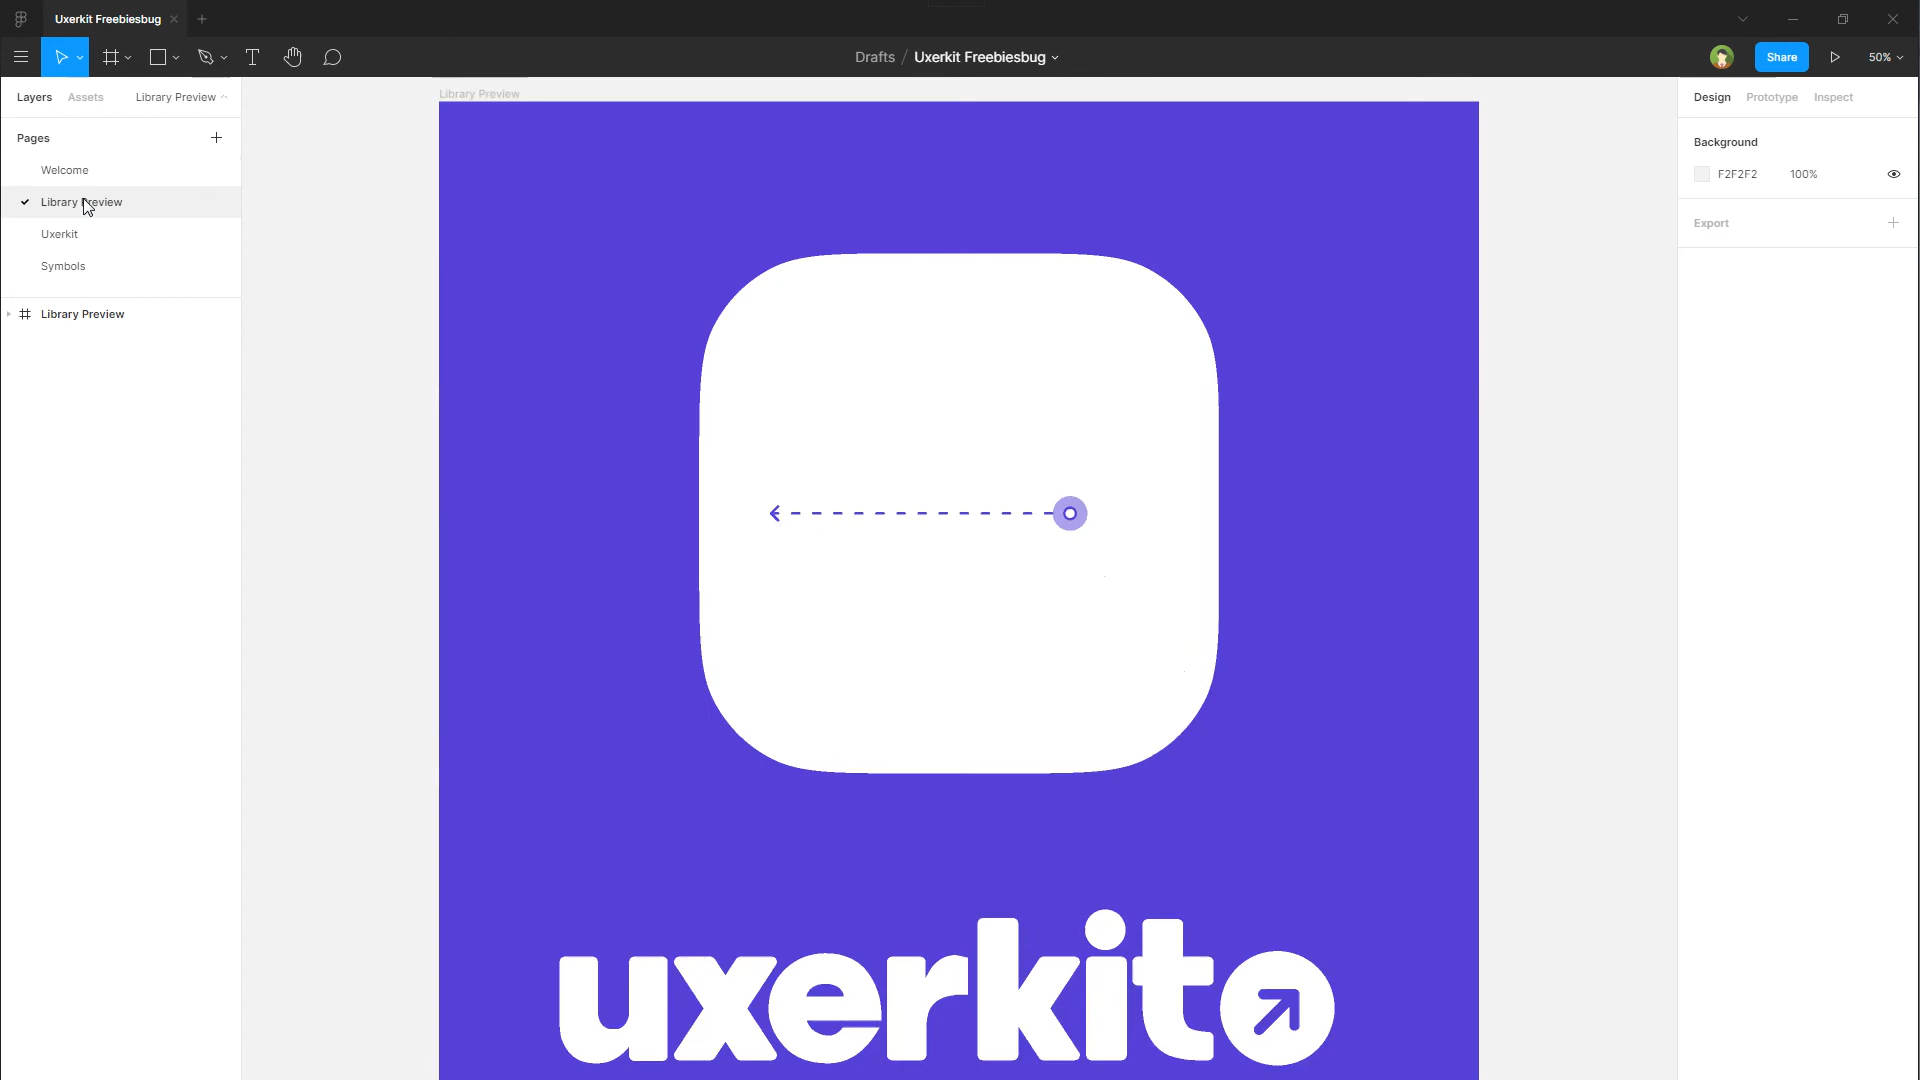 Uxerkit Freebiesbug
Drafts / Uxerkit Freebiesbug
Share
50%
Layers
Assets
Library Preview
Pages
Welcome
Library Preview
Uxerkit
Symbols
Library Preview
Library Preview
uxerkit
Design
Prototype
Inspect
Background
F2F2F2
100%
Export